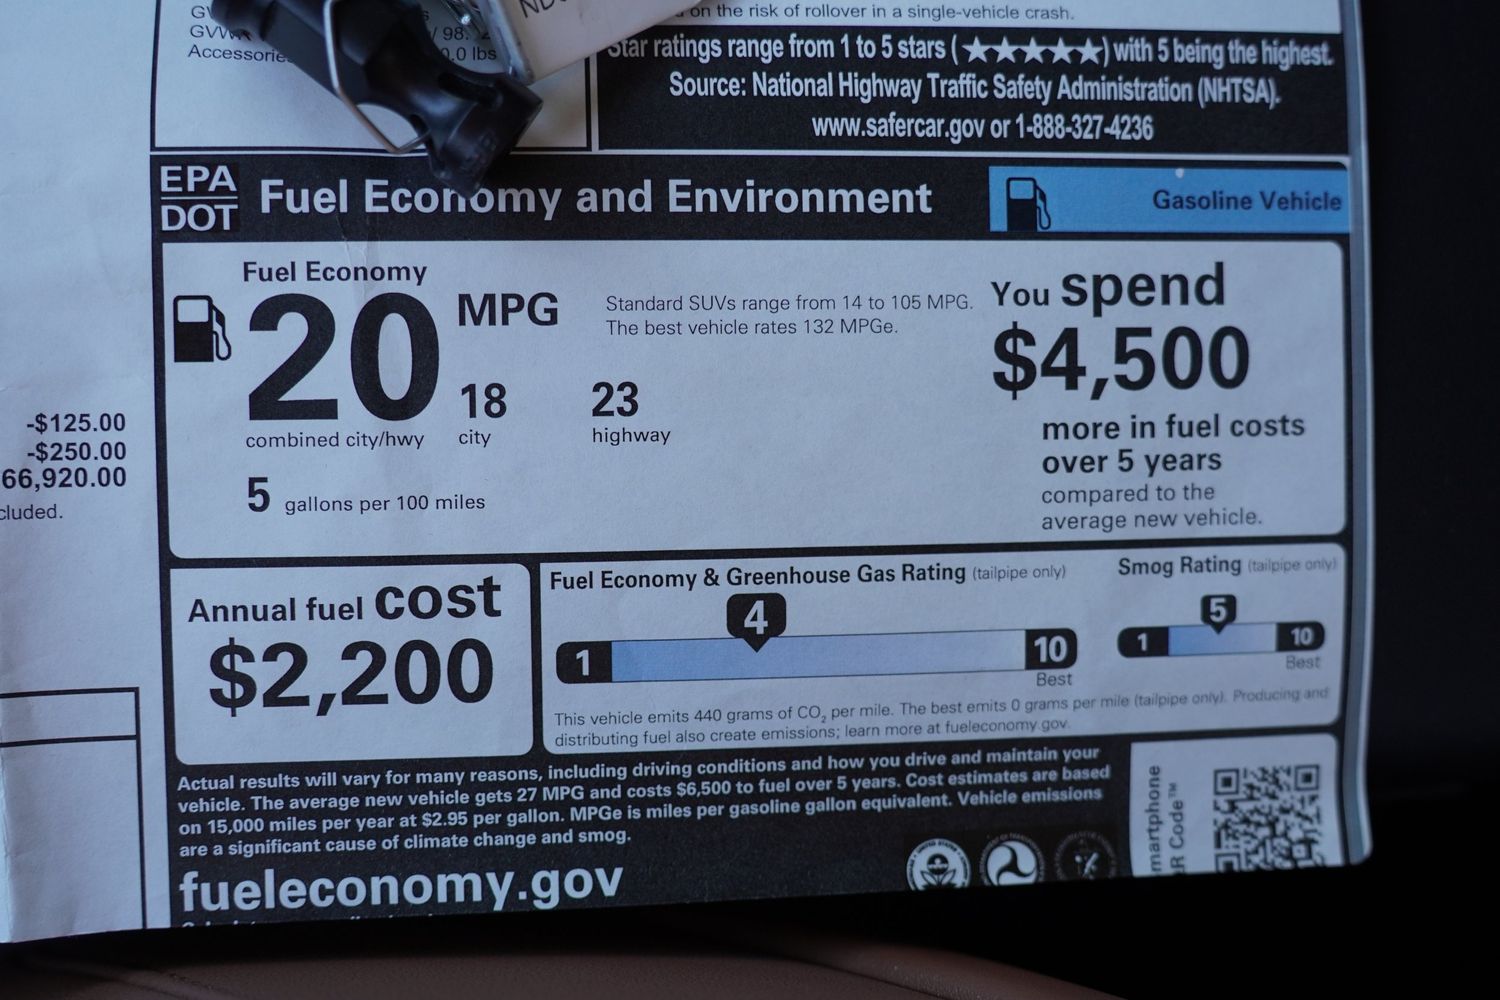 GVWR
Accessorie
.0 lbs
on the risk of rollover in a single-vehicle crash.
Star ratings range from 1 to 5 stars (★★★★★) with 5 being the highest.
Source: National Highway Traffic Safety Administration (NHTSA).
www.safercar.gov or 1-888-327-4236
EPA
DOT
Fuel Economy and Environment
Gasoline Vehicle
Fuel Economy
20 MPG
18
23
combined city/hwy
city
highway
5 gallons per 100 miles
Standard SUVs range from 14 to 105 MPG.
The best vehicle rates 132 MPGe.
You spend
$4,500
more in fuel costs
over 5 years
compared to the
average new vehicle.
-$125.00
-$250.00
66,920.00
cluded.
Annual fuel cost
$2,200
Fuel Economy & Greenhouse Gas Rating (tailpipe only)
4
1
10
Best
Smog Rating (tailpipe only)
5
1
10
Best
This vehicle emits 440 grams of CO₂ per mile. The best emits 0 grams per mile (tailpipe only). Producing and
distributing fuel also create emissions; learn more at fueleconomy.gov.
Actual results will vary for many reasons, including driving conditions and how you drive and maintain your
vehicle. The average new vehicle gets 27 MPG and costs $6,500 to fuel over 5 years. Cost estimates are based
on 15,000 miles per year at $2.95 per gallon. MPGe is miles per gasoline gallon equivalent. Vehicle emissions
are a significant cause of climate change and smog.
fueleconomy.gov
martphone
R Code™